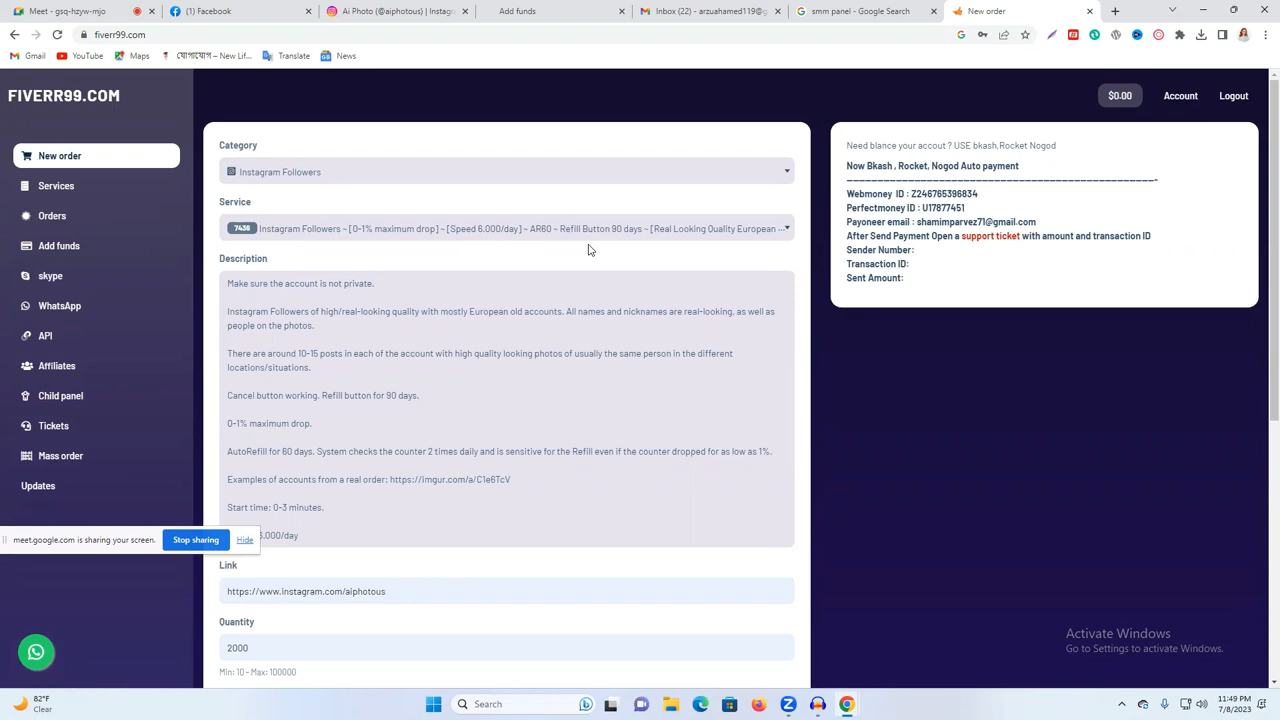 Meet - wzq-hzwy-mjo
Facebook
Ai Photo (@aiphotous) • Instag
Add funds
Inbox (22) - arzuahamed119@g
smm panel - Google Search
Add funds
fiverr99.com
Gmail
YouTube
Maps
যোগাযোগ – New Lif...
Translate
News
FIVERR99.COM
$0.00
Account
Logout
New order
Services
Orders
Add funds
skype
WhatsApp
API
Affiliates
Child panel
Tickets
Mass order
Updates
Category
Instagram Followers
Service
7436 Instagram Followers ~ [0-1% maximum drop] ~ [Speed 6.000/day] ~ AR60 ~ Refill Button 90 days ~ [Real Looking Quality European ...
Description
Make sure the account is not private.
Instagram Followers of high/real-looking quality with mostly European old accounts. All names and nicknames are real-looking, as well as
people on the photos.
There are around 10-15 posts in each of the account with high quality looking photos of usually the same person in the different
locations/situations.
Cancel button working. Refill button for 90 days.
0-1% maximum drop.
AutoRefill for 60 days. System checks the counter 2 times daily and is sensitive for the Refill even if the counter dropped for as low as 1%.
Examples of accounts from a real order: https://imgur.com/a/C1e6TcV
Start time: 0-3 minutes.
.000/day
Link
https://www.instagram.com/aiphotous
Quantity
2000
Min: 10 - Max: 100000
Need blance your accout ? USE bkash,Rocket Nogod
Now Bkash , Rocket, Nogod Auto payment
Webmoney ID : Z246765396834
Perfectmoney ID : U17877451
Payoneer email : shamimparvez71@gmail.com
After Send Payment Open a support ticket with amount and transaction ID
Sender Number:
Transaction ID:
Sent Amount:
meet.google.com is sharing your screen.
Stop sharing
Hide
Activate Windows
Go to Settings to activate Windows.
82°F
Clear
Search
11:49 PM
7/8/2023